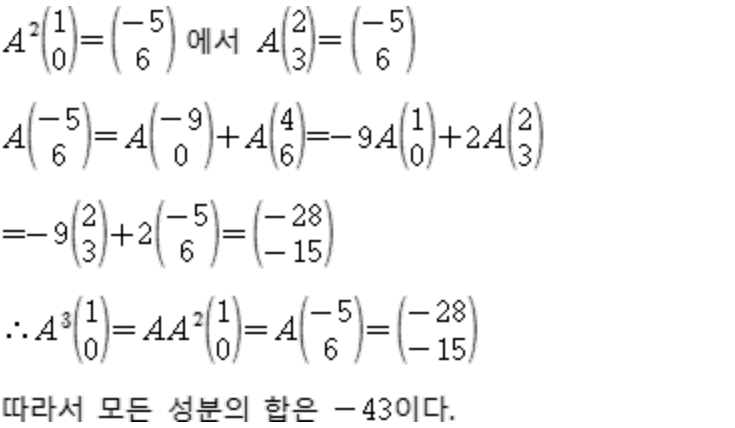 A²(1 0) = (−5 6) 에서 A(2 3) = (−5 6)
A(−5 6) = A(−9 0) + A(4 6) = −9A(1 0) + 2A(2 3)
= −9(2 3) + 2(−5 6) = (−28 −15)
∴ A³(1 0) = AA²(1 0) = A(−5 6) = (−28 −15)
따라서 모든 성분의 합은 −43이다.